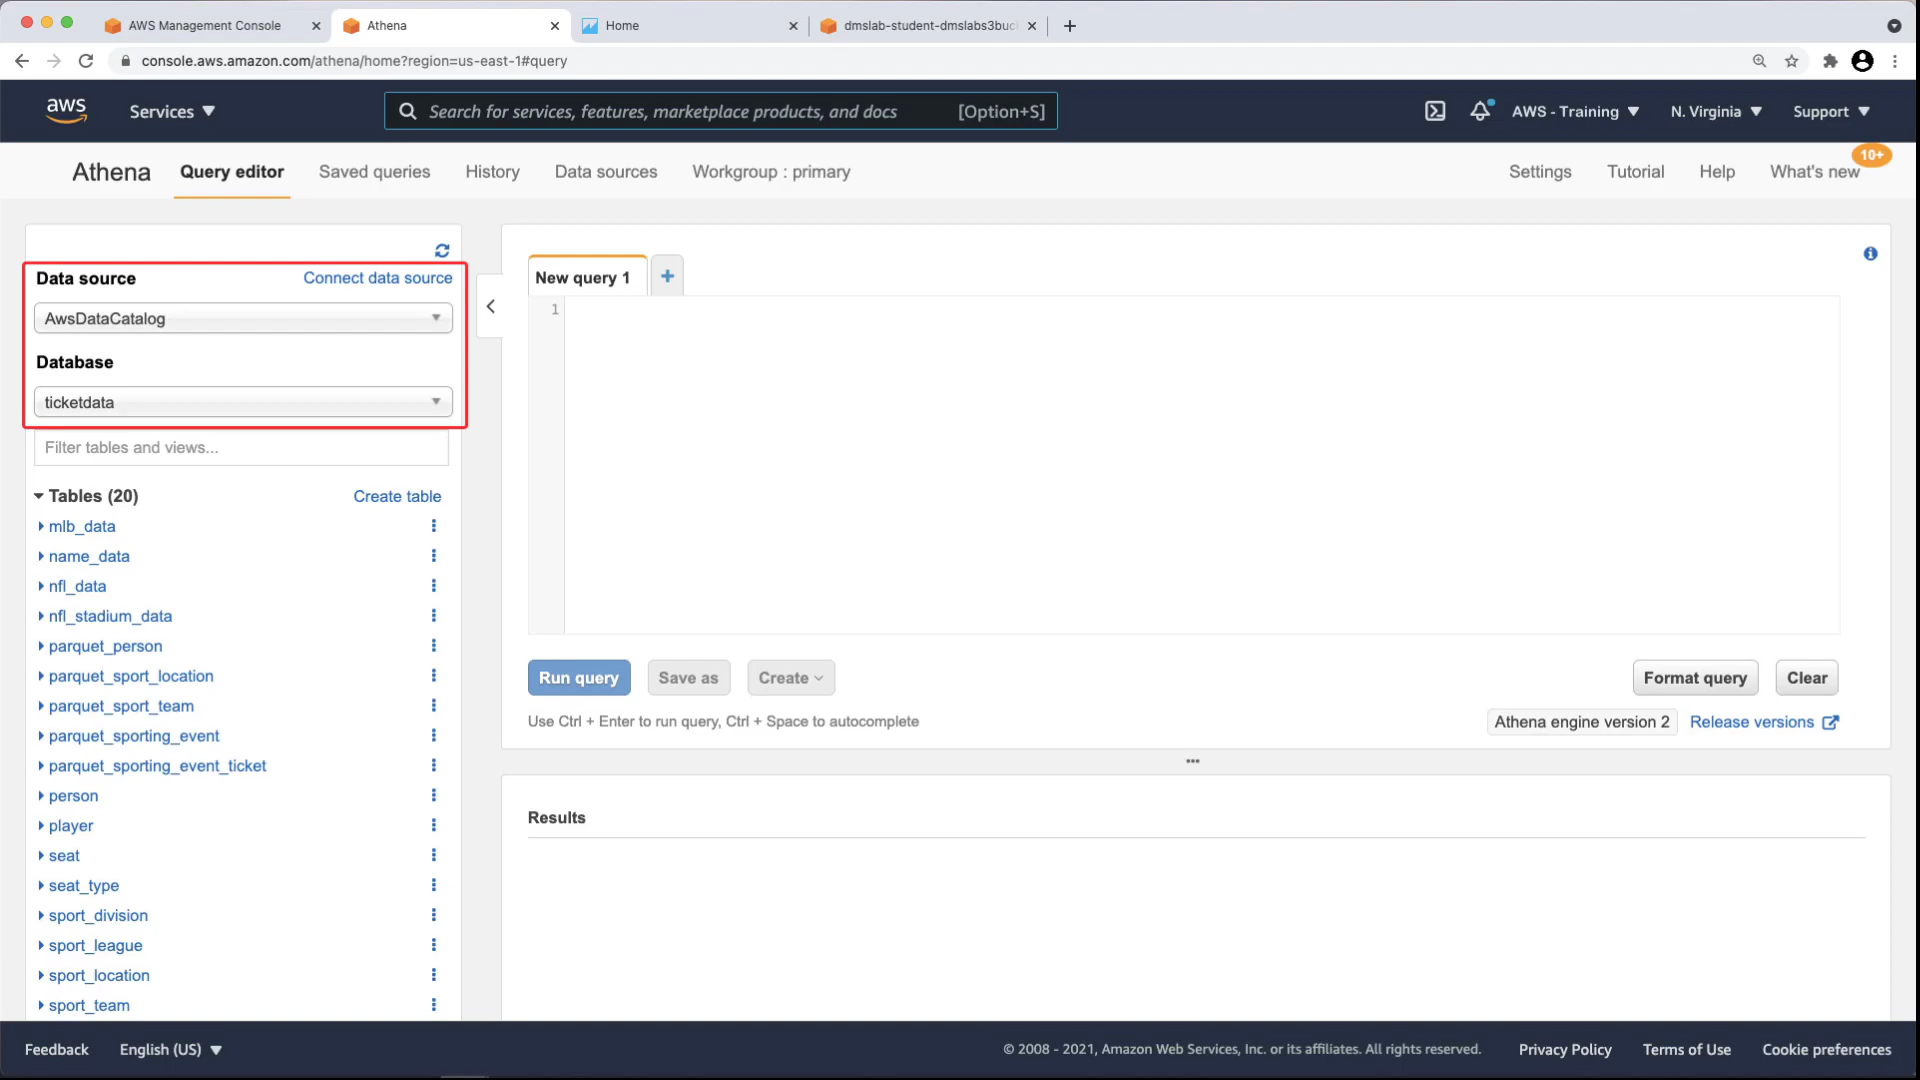 AWS Management Console
Athena
Home
dmslab-student-dmslabs3buc
console.aws.amazon.com/athena/home?region=us-east-1#query
aws
Services
Search for services, features, marketplace products, and docs
[Option+S]
AWS - Training
N. Virginia
Support
Athena
Query editor
Saved queries
History
Data sources
Workgroup : primary
Settings
Tutorial
Help
What's new
10+
Data source
Connect data source
AwsDataCatalog
Database
ticketdata
Filter tables and views...
Tables (20)
Create table
mlb_data
name_data
nfl_data
nfl_stadium_data
parquet_person
parquet_sport_location
parquet_sport_team
parquet_sporting_event
parquet_sporting_event_ticket
person
player
seat
seat_type
sport_division
sport_league
sport_location
sport_team
New query 1
1
Run query
Save as
Create
Format query
Clear
Use Ctrl + Enter to run query, Ctrl + Space to autocomplete
Athena engine version 2
Release versions
Results
Feedback
English (US)
© 2008 - 2021, Amazon Web Services, Inc. or its affiliates. All rights reserved.
Privacy Policy
Terms of Use
Cookie preferences